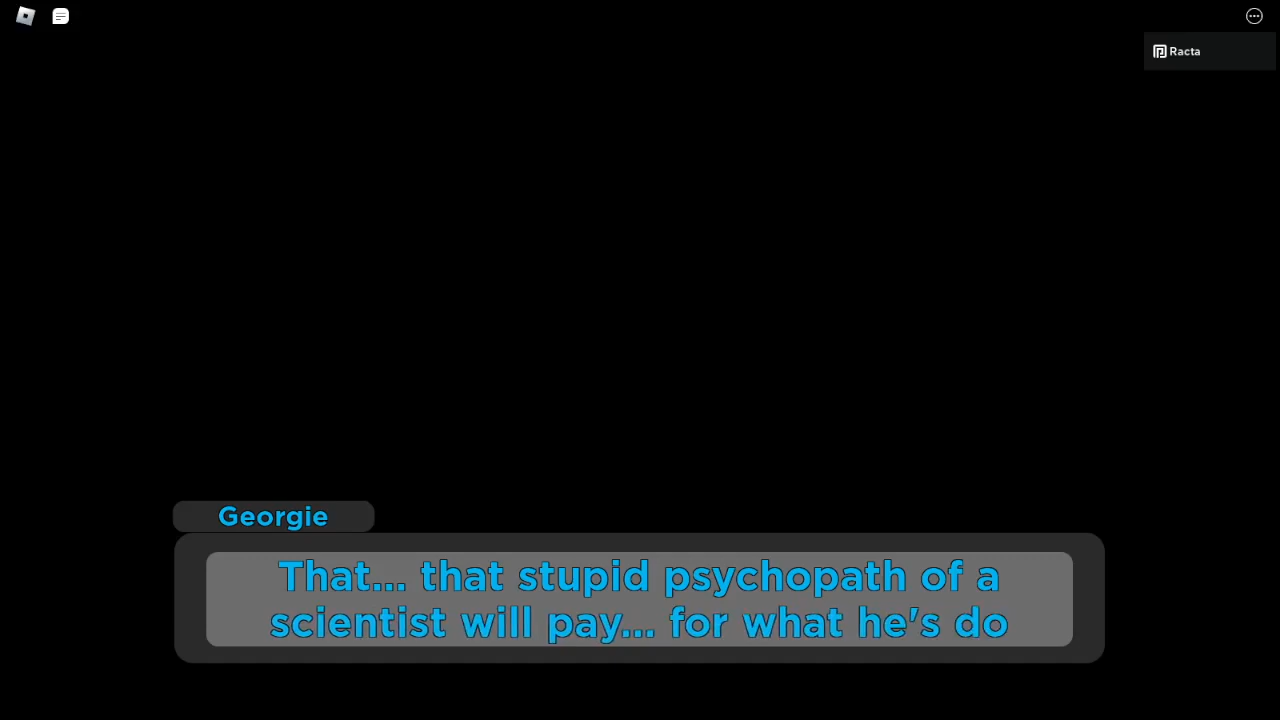 Racta
Georgie
That... that stupid psychopath of a
scientist will pay... for what he's do